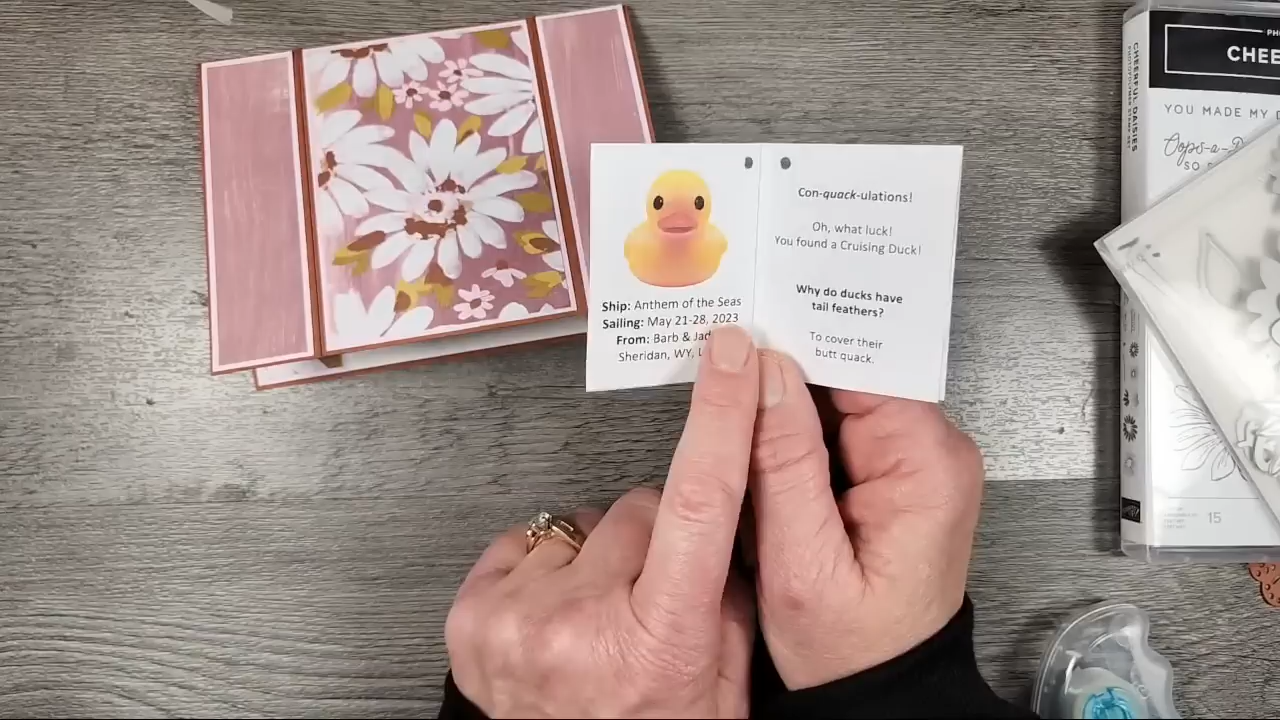 Ship: Anthem of the Seas
Sailing: May 21-28, 2023
From: Barb &
Sheridan, WY,
Con-quack-ulations!
Oh, what luck!
You found a Cruising Duck!
Why do ducks have
tail feathers?
To cover their
butt quack.
CHEERFUL DAISIES
YOU MADE MY
Oops-a-
SO
15